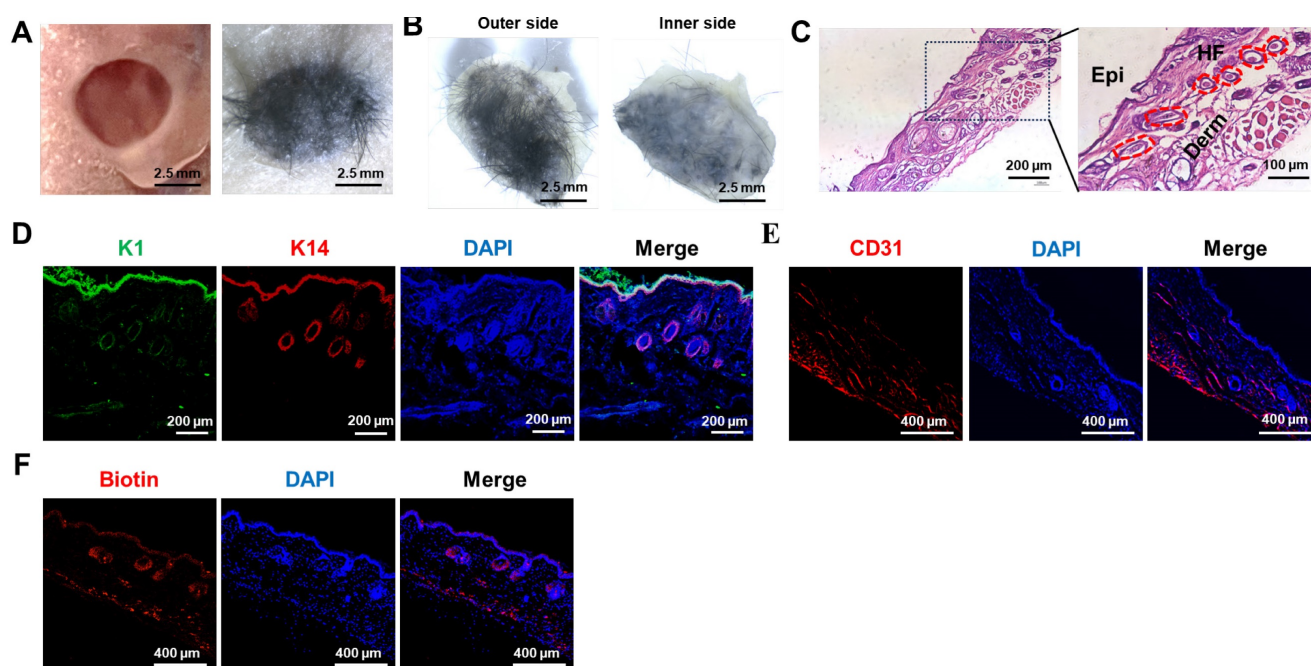 A
2.5 mm
2.5 mm
B
Outer side
Inner side
2.5 mm
2.5 mm
C
200 µm
Epi
HF
Derm
100 µm
D
K1
K14
DAPI
Merge
200 µm
200 µm
200 µm
200 µm
E
CD31
DAPI
Merge
400 µm
400 µm
400 µm
F
Biotin
DAPI
Merge
400 µm
400 µm
400 µm